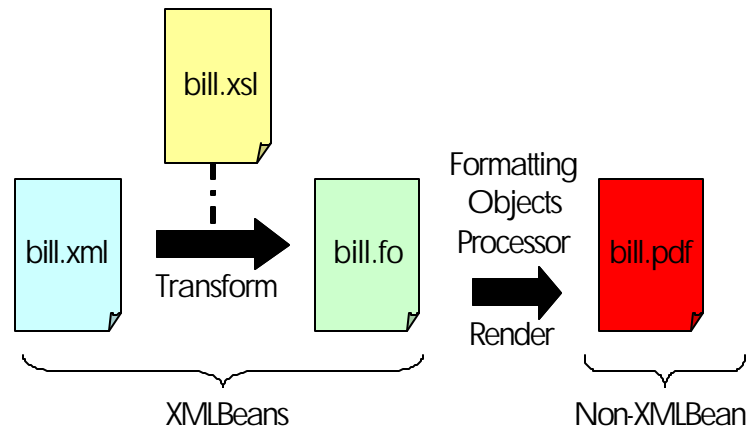 bill.xsl
bill.xml
Transform
bill.fo
Formatting
Objects
Processor
Render
bill.pdf
XMLBeans
Non-XMLBean